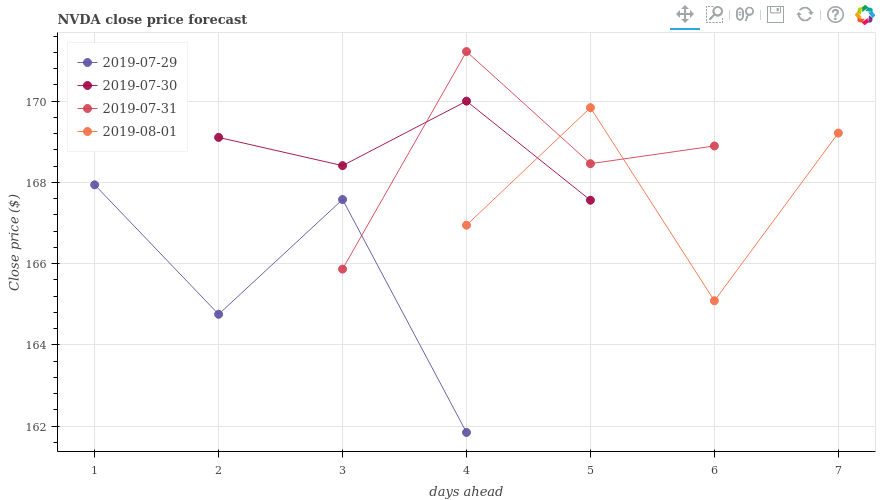 NVDA close price forecast
2019-07-29
2019-07-30
2019-07-31
2019-08-01
Close price ($)
170
168
166
164
162
1 2 3 4 5 6 7
days ahead